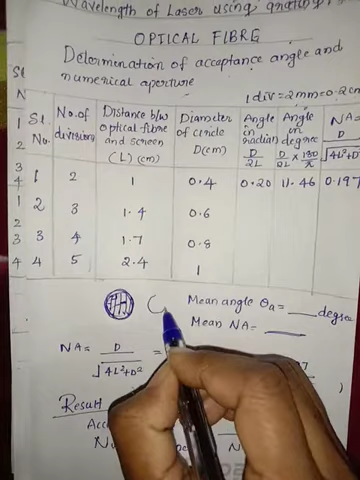 Wavelength of Laser using grating
OPTICAL FIBRE
Determination of acceptance angle and
numerical aperture
1 div = 2mm = 0.2cm
Sl. No. | No. of divisions | Distance b/w optical fibre and screen (L) (cm) | Diameter of circle D(cm) | Angle in radian D/2L | Angle in degree D/2L × 180/π | NA = D/√4L²+D²
1 | 2 | 1 | 0.4 | 0.20 | 11.46 | 0.197
2 | 3 | 1.4 | 0.6
3 | 4 | 1.7 | 0.8
4 | 5 | 2.4 | 1
Mean angle θa = ___ degree
Mean NA = ___
NA = D/√4L²+D² =
Result